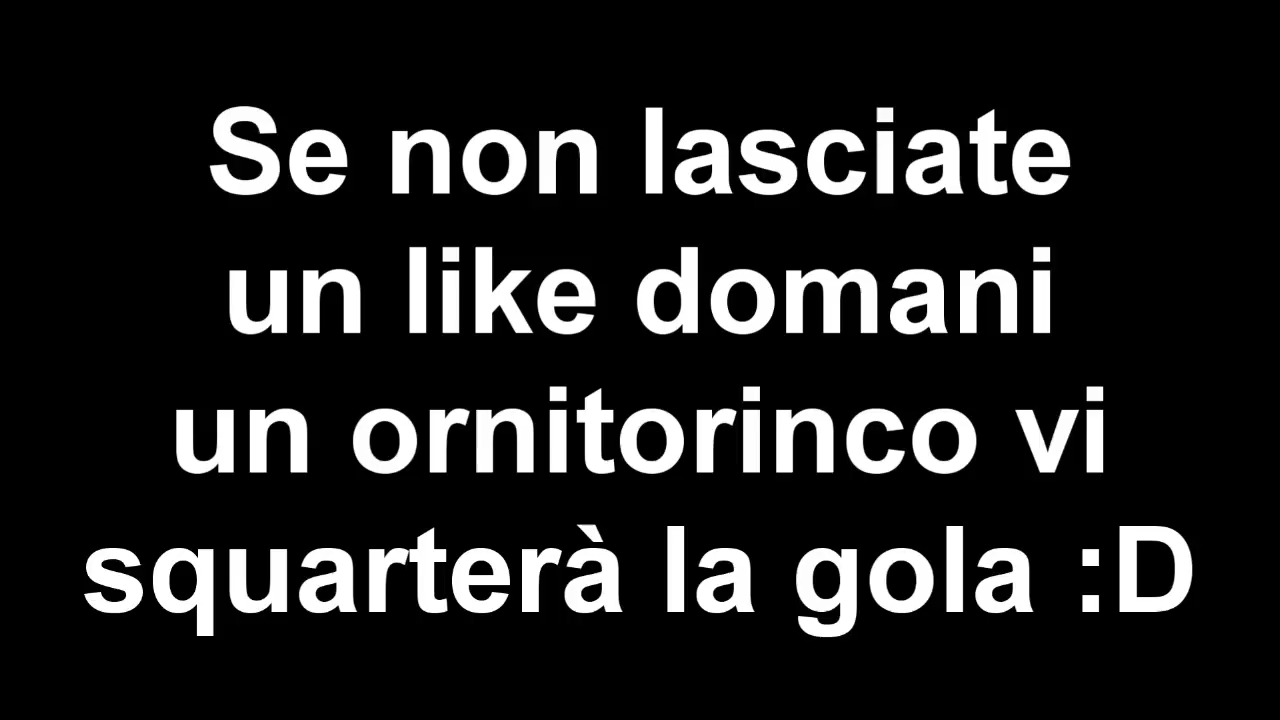 Se non lasciate
un like domani
un ornitorinco vi
squarterà la gola :D